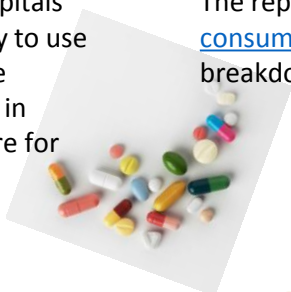 pitals
y to use
e
in
re for
The rep
consum
breakdo